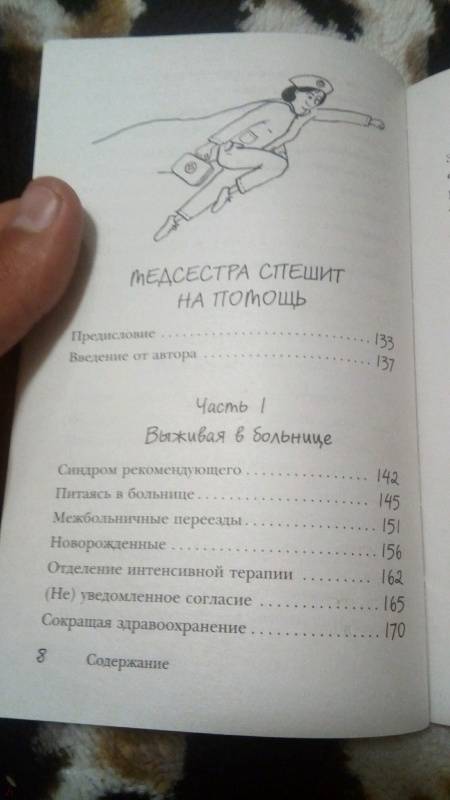 МЕДСЕСТРА СПЕШИТ
НА ПОМОЩЬ
Предисловие ............................ 133
Введение от автора ........................ 137
Часть 1
Выживая в больнице
Синдром рекомендующего .................. 142
Питаясь в больнице ......................... 145
Межбольничные переезды .................. 151
Новорожденные ........................... 156
Отделение интенсивной терапии ............ 162
(Не) уведомленное согласие ................. 165
Сокращая здравоохранение .................. 170
8 Содержание